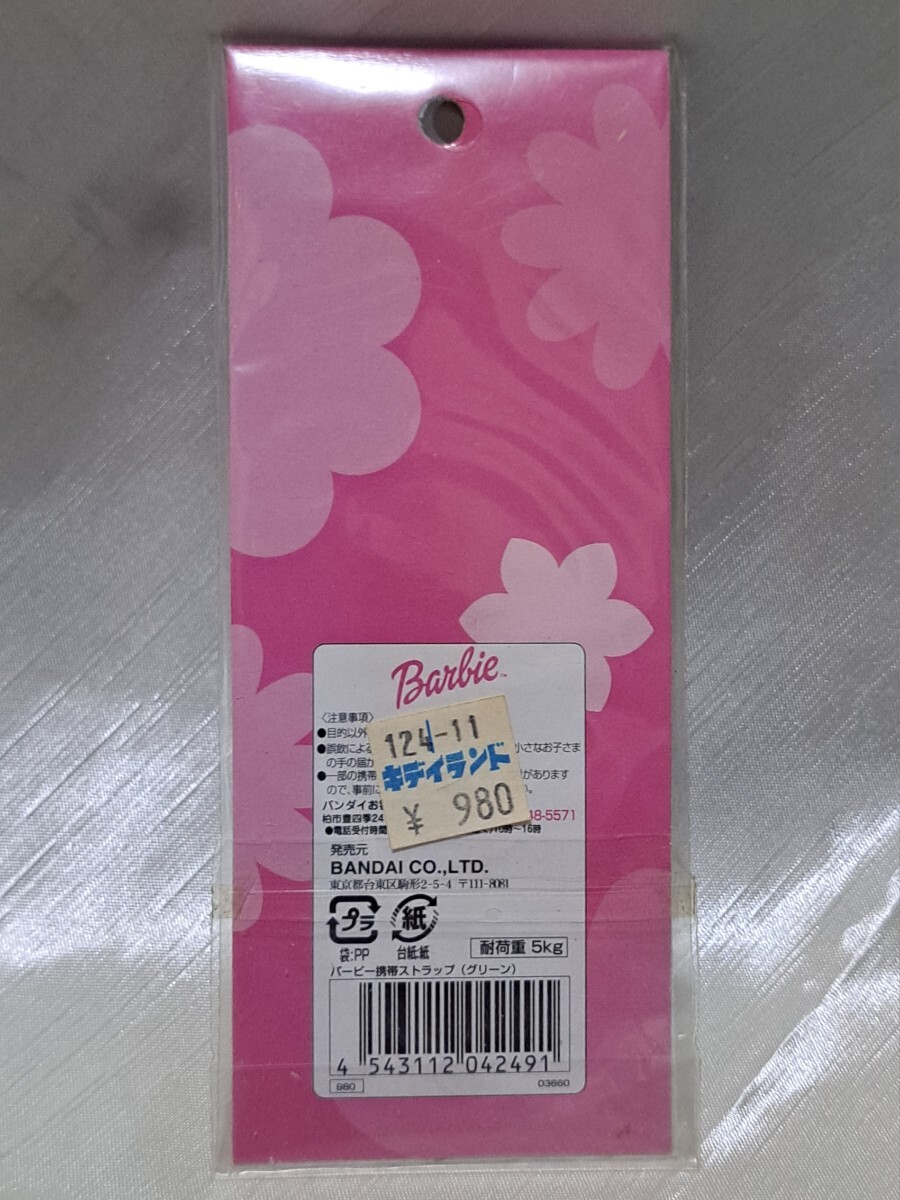 Barbie™
〈注意事項〉
●目的以外
●誤飲による 小さなお子さま
の手の届か
●一部の携帯 がありますので、事前に
バンダイお客
柏市豊四季24 48-5571
●電話受付時間 10時～16時
124-11
キデイランド
¥ 980
発売元
BANDAI CO.,LTD.
東京都台東区駒形2-5-4 〒111-8081
プラ 紙
袋:PP 台紙:紙
耐荷重 5kg
バービー携帯ストラップ（グリーン）
4 543112 042491
980 03660